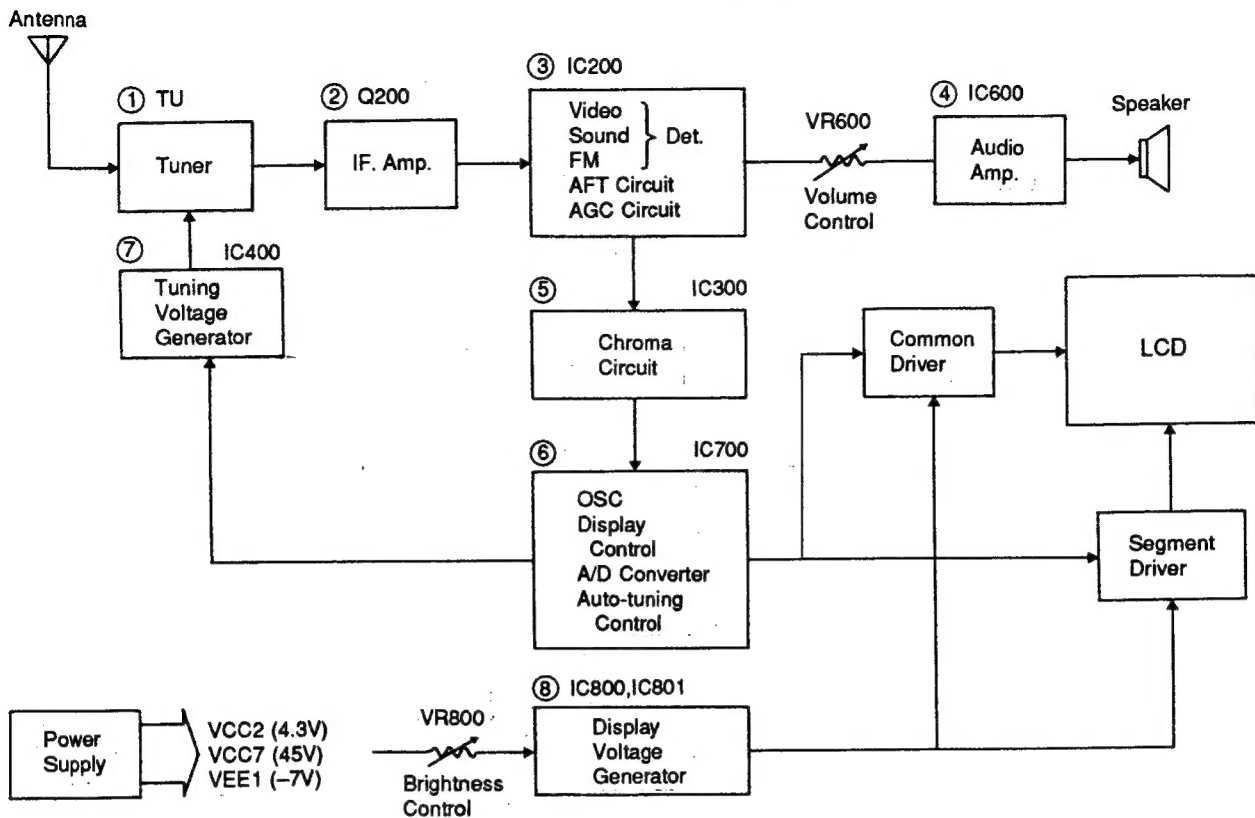 Antenna
① TU
Tuner
② Q200
IF. Amp.
③ IC200
Video
Sound
FM
} Det.
AFT Circuit
AGC Circuit
VR600
Volume
Control
④ IC600
Audio
Amp.
Speaker
⑦ IC400
Tuning
Voltage
Generator
⑤ IC300
Chroma
Circuit
Common
Driver
LCD
⑥ IC700
OSC
Display
Control
A/D Converter
Auto-tuning
Control
Segment
Driver
Power
Supply
VCC2 (4.3V)
VCC7 (45V)
VEE1 (–7V)
VR800
Brightness
Control
⑧ IC800,IC801
Display
Voltage
Generator